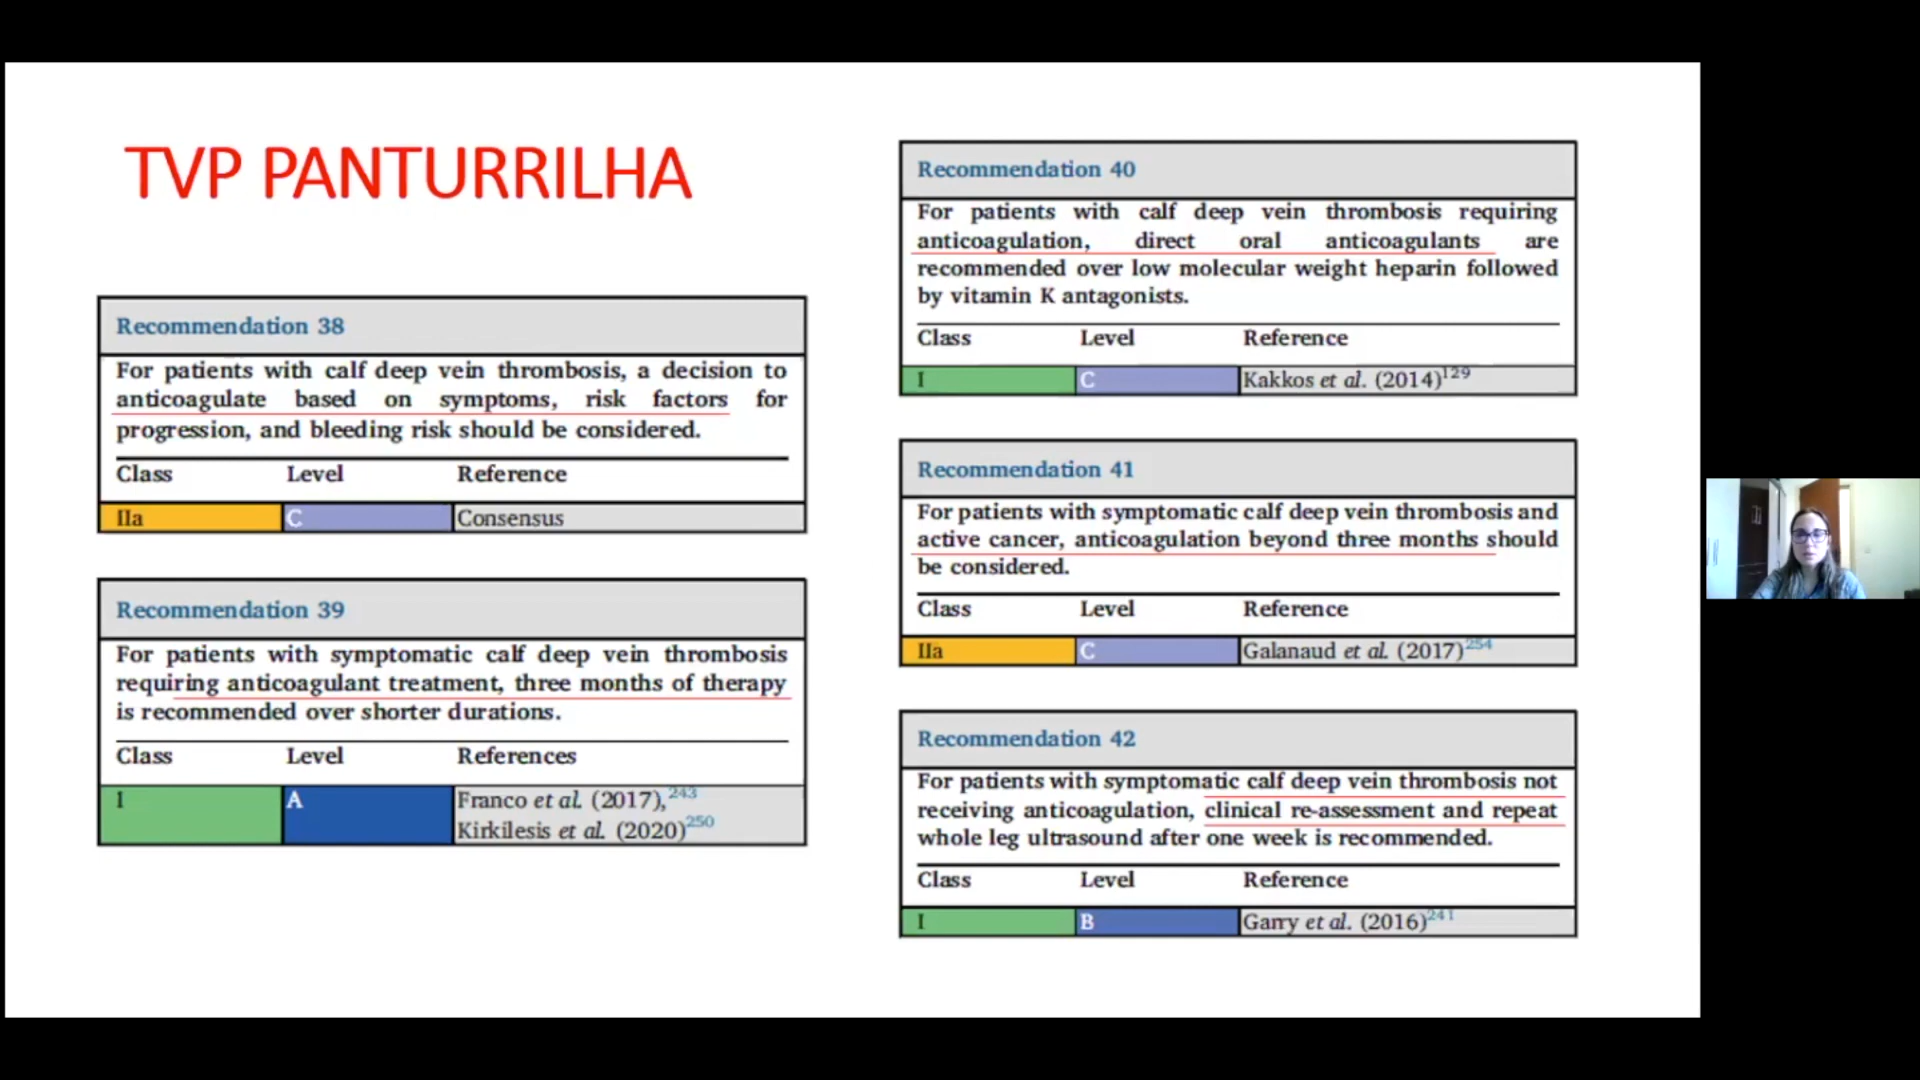 TVP PANTURRILHA
Recommendation 38
For patients with calf deep vein thrombosis, a decision to
anticoagulate based on symptoms, risk factors for
progression, and bleeding risk should be considered.
Class Level Reference
IIa C Consensus
Recommendation 39
For patients with symptomatic calf deep vein thrombosis
requiring anticoagulant treatment, three months of therapy
is recommended over shorter durations.
Class Level References
I A Franco et al. (2017),243
Kirkilesis et al. (2020)250
Recommendation 40
For patients with calf deep vein thrombosis requiring
anticoagulation, direct oral anticoagulants are
recommended over low molecular weight heparin followed
by vitamin K antagonists.
Class Level Reference
I C Kakkos et al. (2014)129
Recommendation 41
For patients with symptomatic calf deep vein thrombosis and
active cancer, anticoagulation beyond three months should
be considered.
Class Level Reference
IIa C Galanaud et al. (2017)254
Recommendation 42
For patients with symptomatic calf deep vein thrombosis not
receiving anticoagulation, clinical re-assessment and repeat
whole leg ultrasound after one week is recommended.
Class Level Reference
I B Garry et al. (2016)241